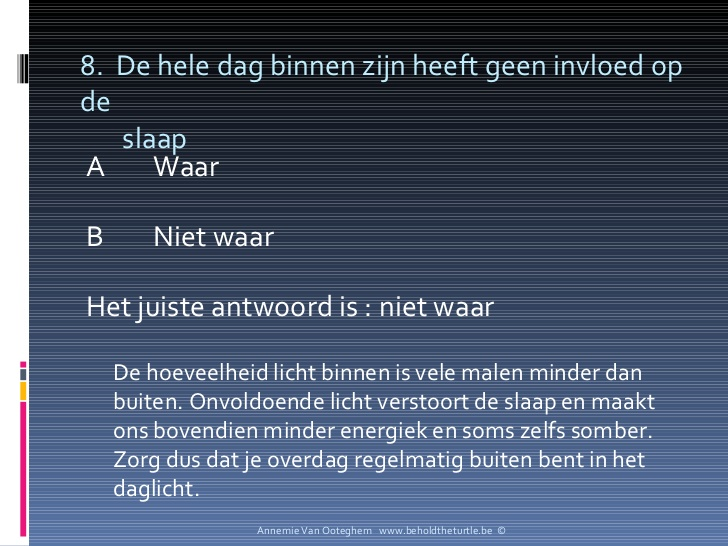 8. De hele dag binnen zijn heeft geen invloed op
de
slaap
A Waar
B Niet waar
Het juiste antwoord is : niet waar
De hoeveelheid licht binnen is vele malen minder dan
buiten. Onvoldoende licht verstoort de slaap en maakt
ons bovendien minder energiek en soms zelfs somber.
Zorg dus dat je overdag regelmatig buiten bent in het
daglicht.
Annemie Van Ooteghem www.beholdtheturtle.be ©